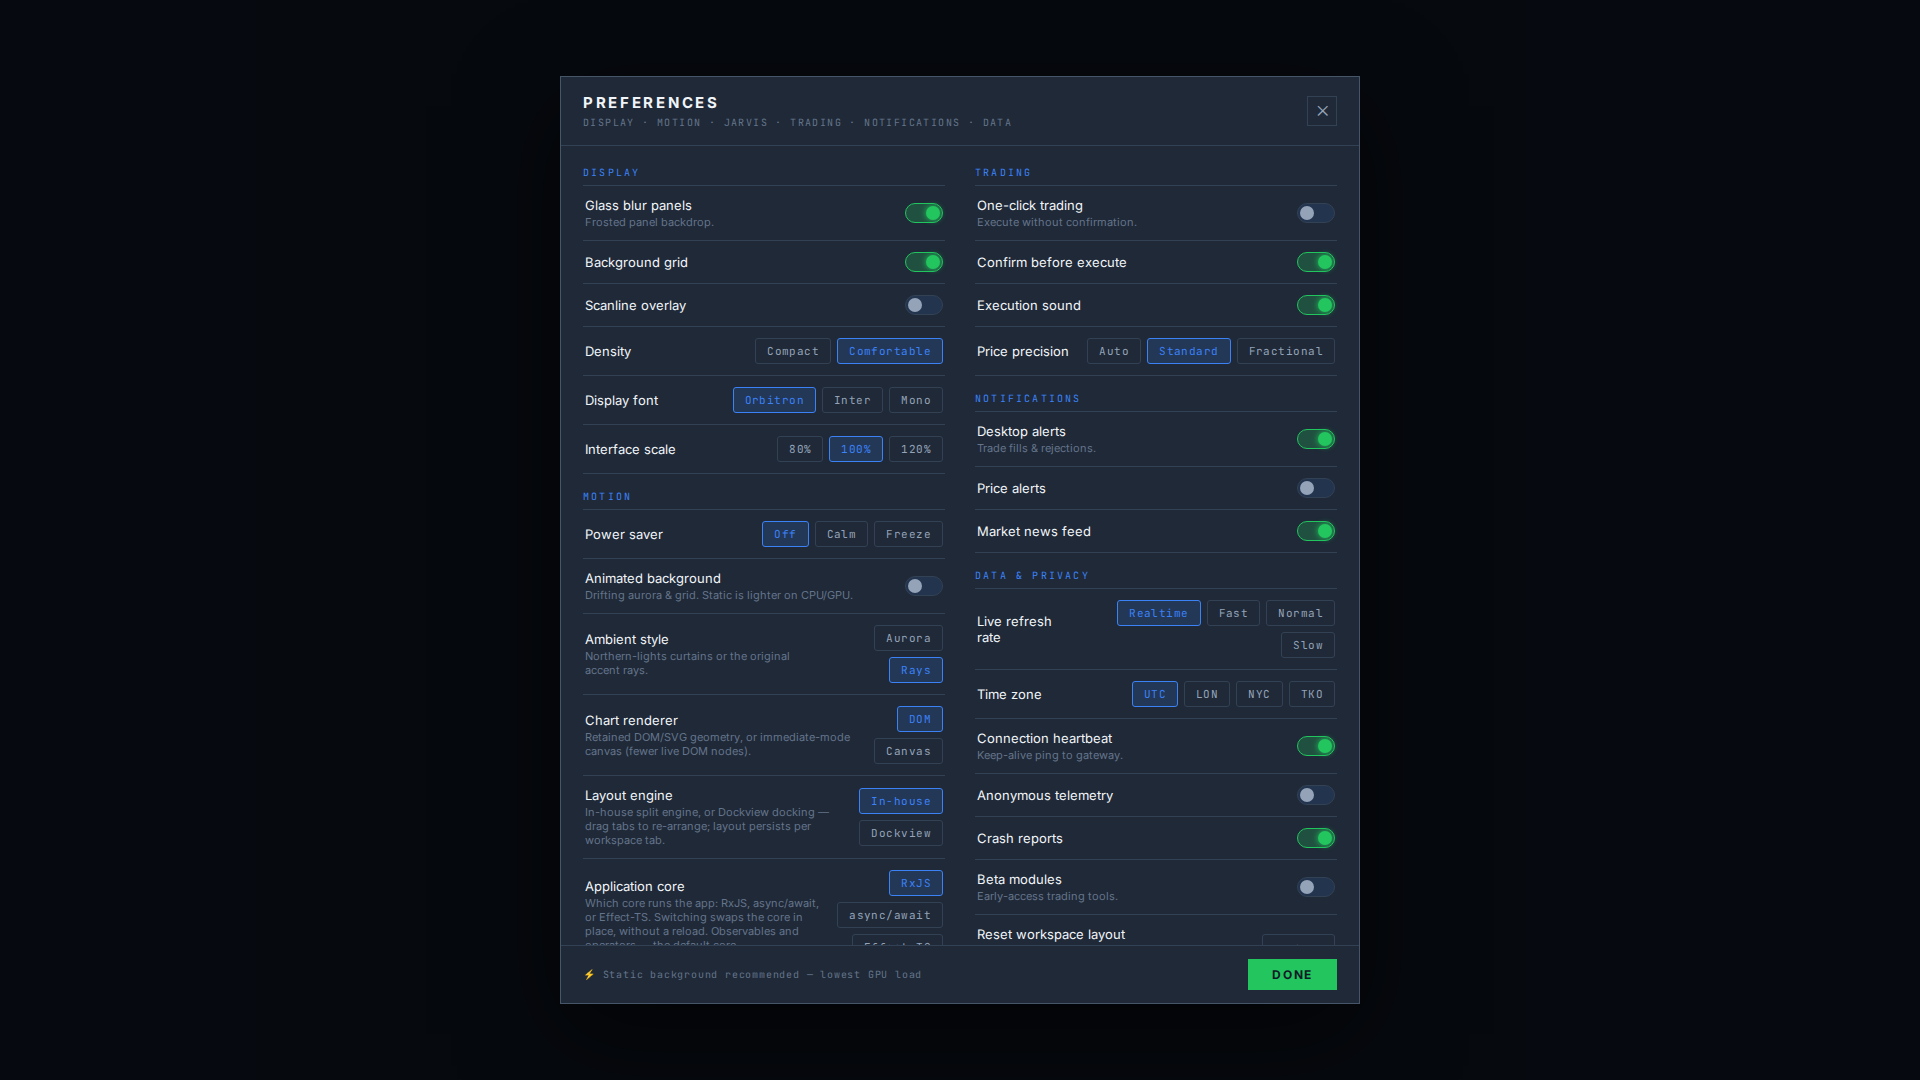 PREFERENCES
DISPLAY · MOTION · JARVIS · TRADING · NOTIFICATIONS · DATA
DISPLAY
Glass blur panels
Frosted panel backdrop.
Background grid
Scanline overlay
Density
Compact
Comfortable
Display font
Orbitron
Inter
Mono
Interface scale
80%
100%
120%
MOTION
Power saver
Off
Calm
Freeze
Animated background
Drifting aurora & grid. Static is lighter on CPU/GPU.
Ambient style
Northern-lights curtains or the original
accent rays.
Aurora
Rays
Chart renderer
Retained DOM/SVG geometry, or immediate-mode
canvas (fewer live DOM nodes).
DOM
Canvas
Layout engine
In-house split engine, or Dockview docking —
drag tabs to re-arrange; layout persists per
workspace tab.
In-house
Dockview
Application core
Which core runs the app: RxJS, async/await,
or Effect-TS. Switching swaps the core in
place, without a reload. Observables and
operators — the default core.
RxJS
async/await
Effect-TS
TRADING
One-click trading
Execute without confirmation.
Confirm before execute
Execution sound
Price precision
Auto
Standard
Fractional
NOTIFICATIONS
Desktop alerts
Trade fills & rejections.
Price alerts
Market news feed
DATA & PRIVACY
Live refresh
rate
Realtime
Fast
Normal
Slow
Time zone
UTC
LON
NYC
TKO
Connection heartbeat
Keep-alive ping to gateway.
Anonymous telemetry
Crash reports
Beta modules
Early-access trading tools.
Reset workspace layout
⚡ Static background recommended — lowest GPU load
DONE